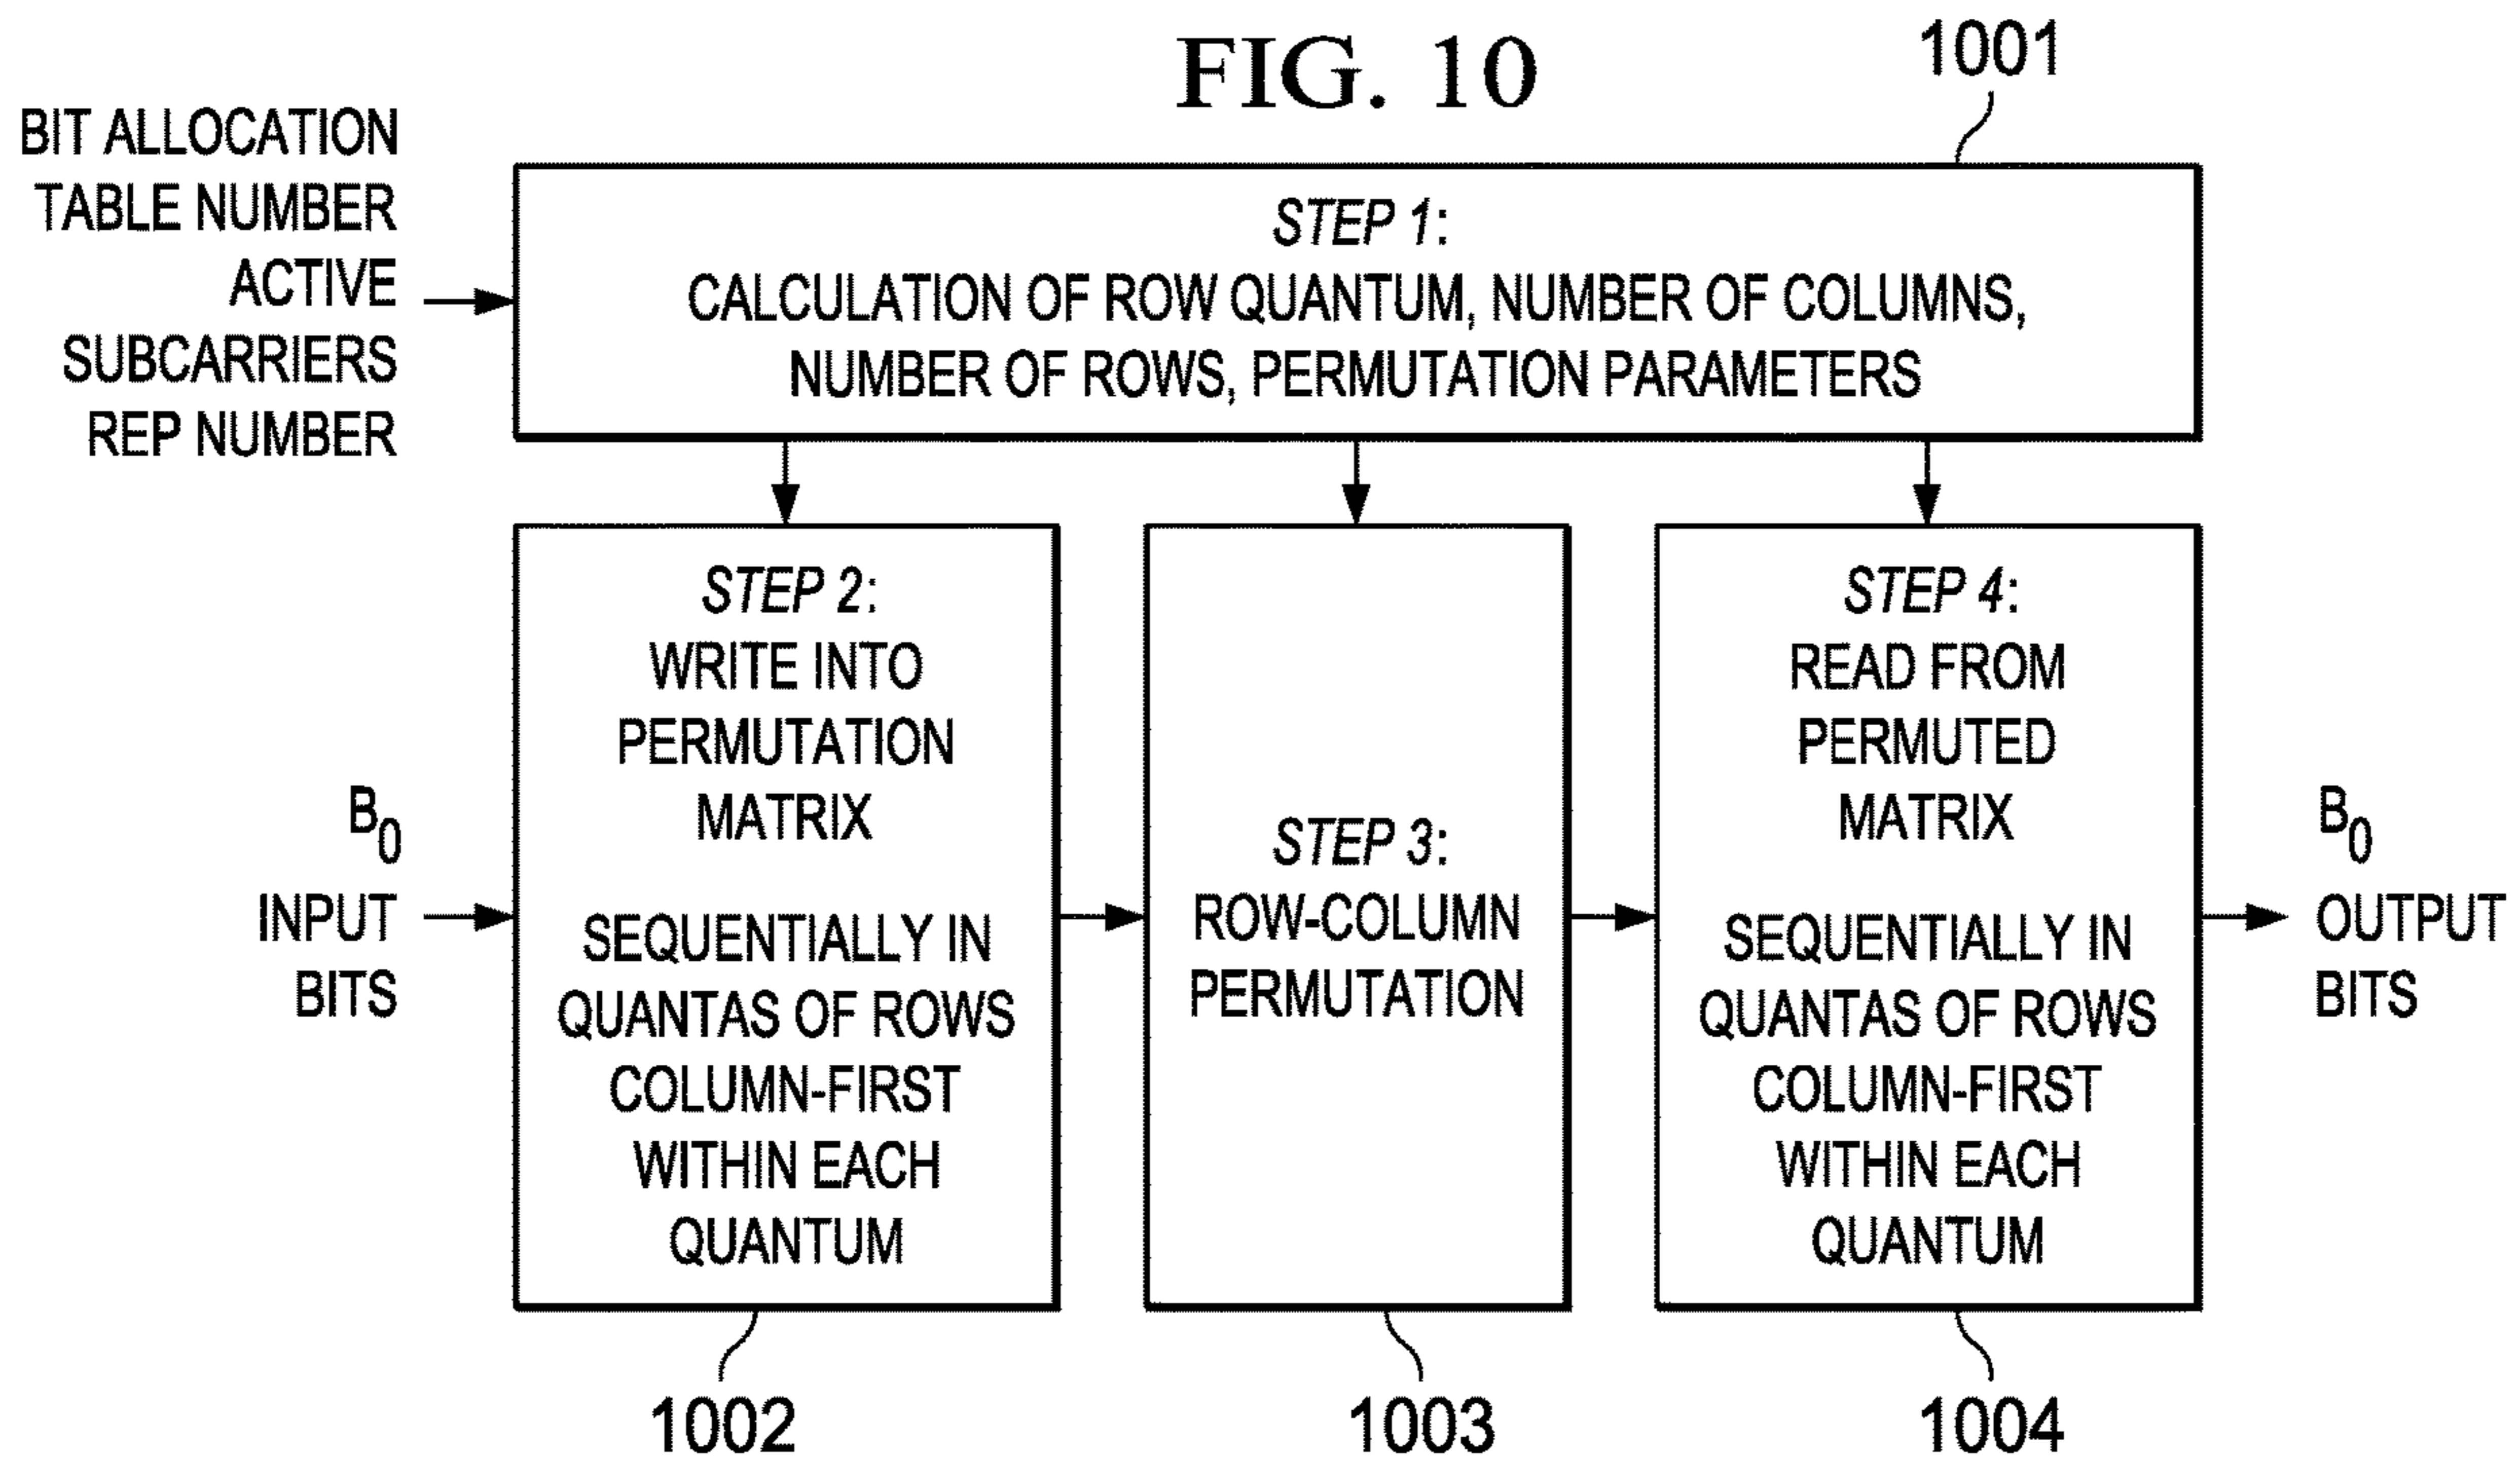 FIG. 10
1001
BIT ALLOCATION
TABLE NUMBER
ACTIVE
SUBCARRIERS
REP NUMBER
STEP 1:
CALCULATION OF ROW QUANTUM, NUMBER OF COLUMNS,
NUMBER OF ROWS, PERMUTATION PARAMETERS
B0
INPUT
BITS
STEP 2:
WRITE INTO
PERMUTATION
MATRIX
SEQUENTIALLY IN
QUANTAS OF ROWS
COLUMN-FIRST
WITHIN EACH
QUANTUM
1002
STEP 3:
ROW-COLUMN
PERMUTATION
1003
STEP 4:
READ FROM
PERMUTED
MATRIX
SEQUENTIALLY IN
QUANTAS OF ROWS
COLUMN-FIRST
WITHIN EACH
QUANTUM
1004
B0
OUTPUT
BITS